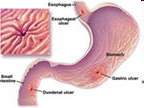 Esophagus
Esophageal
ulcer
Stomach
Small
intestine
Gastric ulcer
Duodenal ulcer